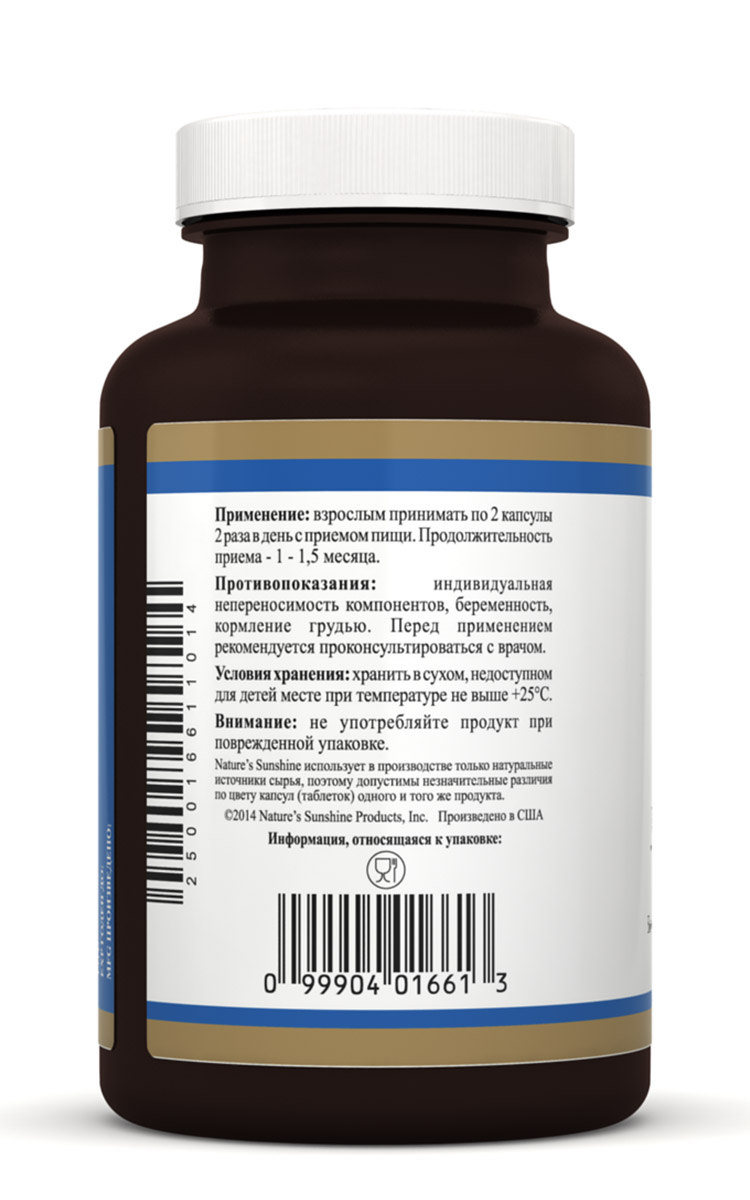 Применение: взрослым принимать по 2 капсулы
2 раза в день с приемом пищи. Продолжительность
приема - 1 - 1,5 месяца.
Противопоказания: индивидуальная
непереносимость компонентов, беременность,
кормление грудью. Перед применением
рекомендуется проконсультироваться с врачом.
Условия хранения: хранить в сухом, недоступном
для детей месте при температуре не выше +25°C.
Внимание: не употребляйте продукт при
поврежденной упаковке.
Nature's Sunshine использует в производстве только натуральные
источники сырья, поэтому допустимы незначительные различия
по цвету капсул (таблеток) одного и того же продукта.
©2014 Nature's Sunshine Products, Inc. Произведено в США
Информация, относящаяся к упаковке:
0 99904 01661 3
250016611014
MFG ПРОИЗВЕДЕНО: